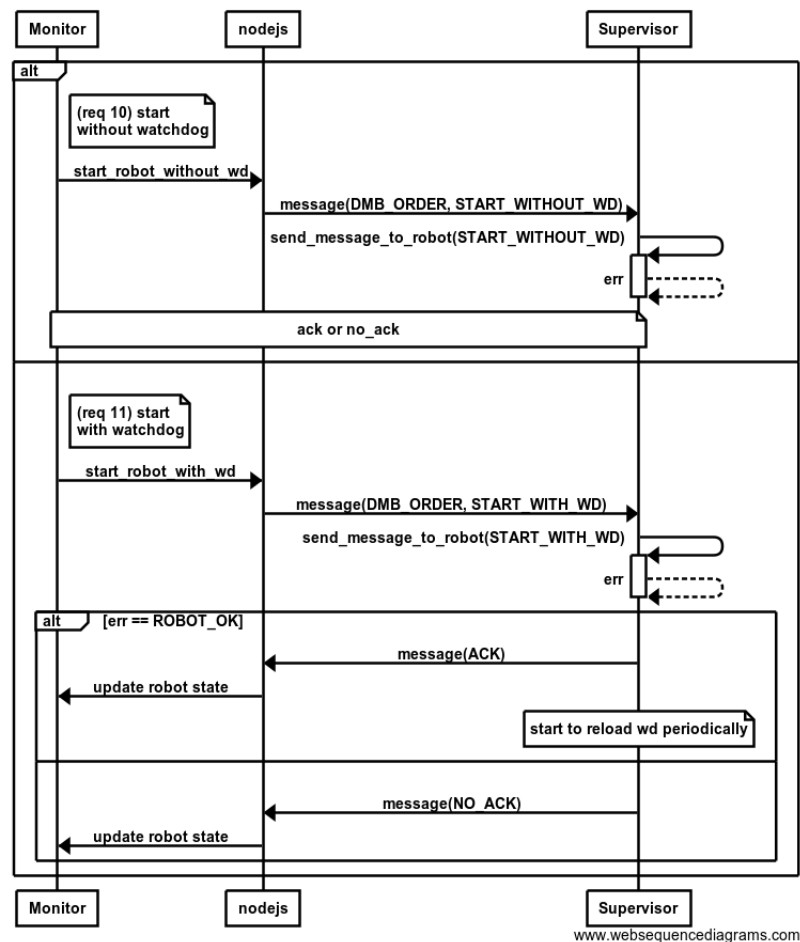 Monitor
nodejs
Supervisor
alt
(req 10) start
without watchdog
start_robot_without_wd
message(DMB_ORDER, START_WITHOUT_WD)
send_message_to_robot(START_WITHOUT_WD)
err
ack or no_ack
(req 11) start
with watchdog
start_robot_with_wd
message(DMB_ORDER, START_WITH_WD)
send_message_to_robot(START_WITH_WD)
err
alt
[err == ROBOT_OK]
message(ACK)
update robot state
start to reload wd periodically
message(NO_ACK)
update robot state
Monitor
nodejs
Supervisor
www.websequencediagrams.com